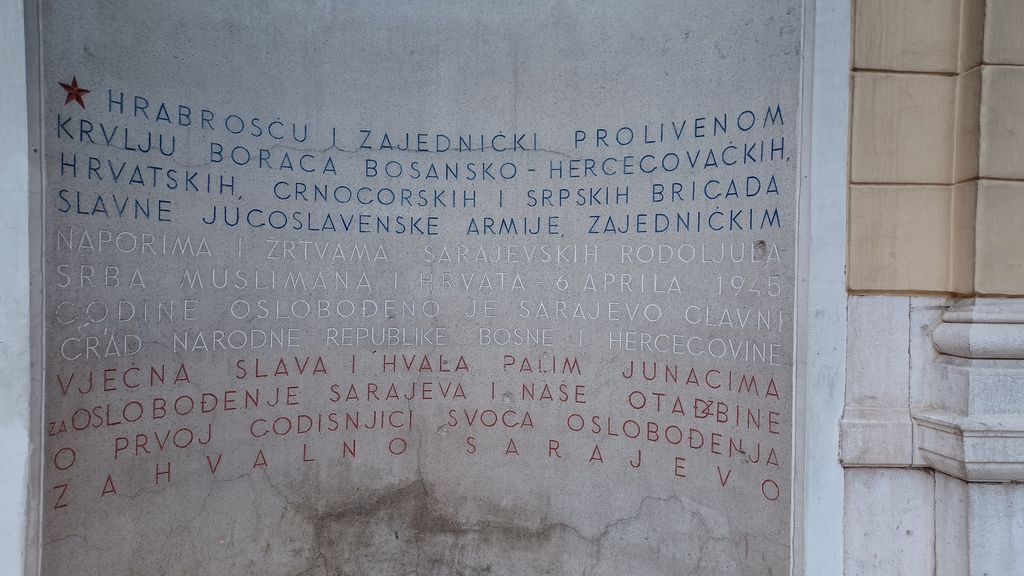 HRABROSĆU I ZAJEDNIČKI PROLIVENOM
KRVLJU BORACA BOSANSKO-HERCEGOVAČKIH,
HRVATSKIH, CRNOGORSKIH I SRPSKIH BRIGADA
SLAVNE JUGOSLAVENSKE ARMIJE, ZAJEDNIČKIM
NAPORIMA I ŽRTVAMA SARAJEVSKIH RODOLJUBA-
SRBA MUSLIMANA I HRVATA - 6 APRILA 1945
GODINE OSLOBOĐENO JE SARAJEVO GLAVNI
GRAD NARODNE REPUBLIKE BOSNE I HERCEGOVINE
VJEČNA SLAVA I HVALA PALIM JUNACIMA
ZA OSLOBOĐENJE SARAJEVA I NAŠE OTADŽBINE
O PRVOJ GODIŠNJICI SVOGA OSLOBOĐENJA
ZAHVALNO SARAJEVO